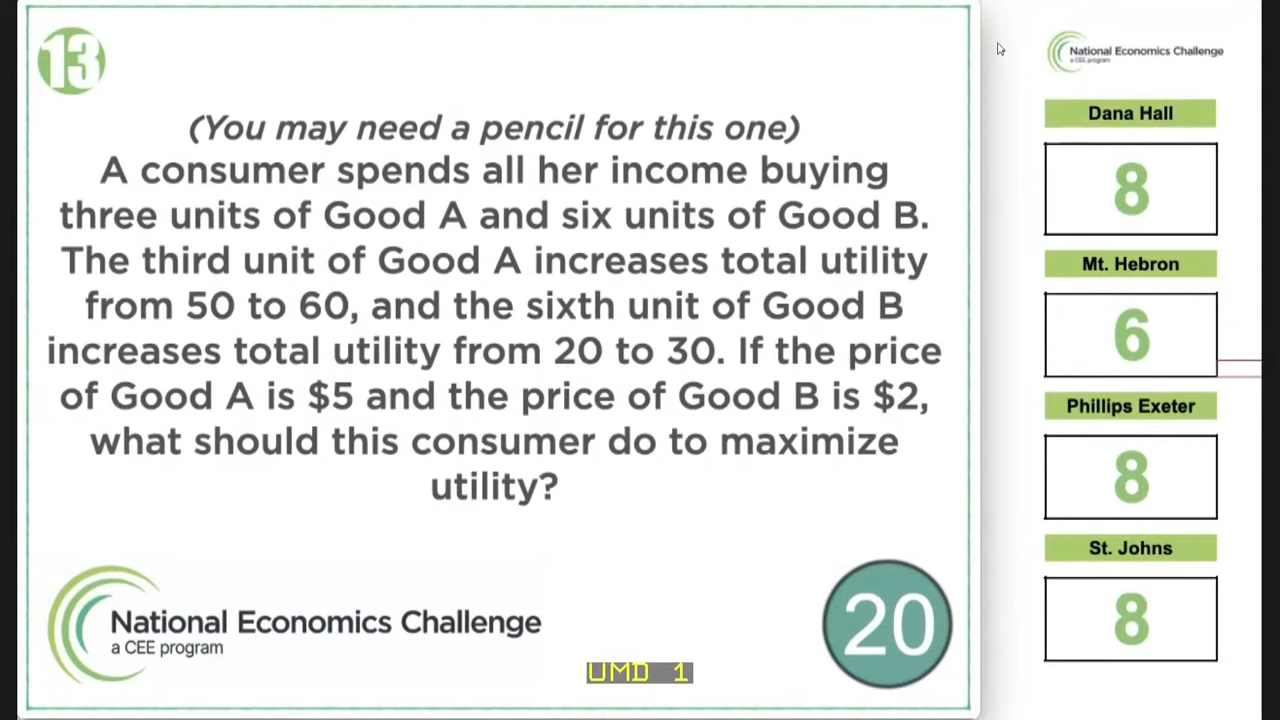 13
(You may need a pencil for this one)
A consumer spends all her income buying
three units of Good A and six units of Good B.
The third unit of Good A increases total utility
from 50 to 60, and the sixth unit of Good B
increases total utility from 20 to 30. If the price
of Good A is $5 and the price of Good B is $2,
what should this consumer do to maximize
utility?
National Economics Challenge
a CEE program
20
UMD 1
National Economics Challenge
a CEE program
Dana Hall
8
Mt. Hebron
6
Phillips Exeter
8
St. Johns
8